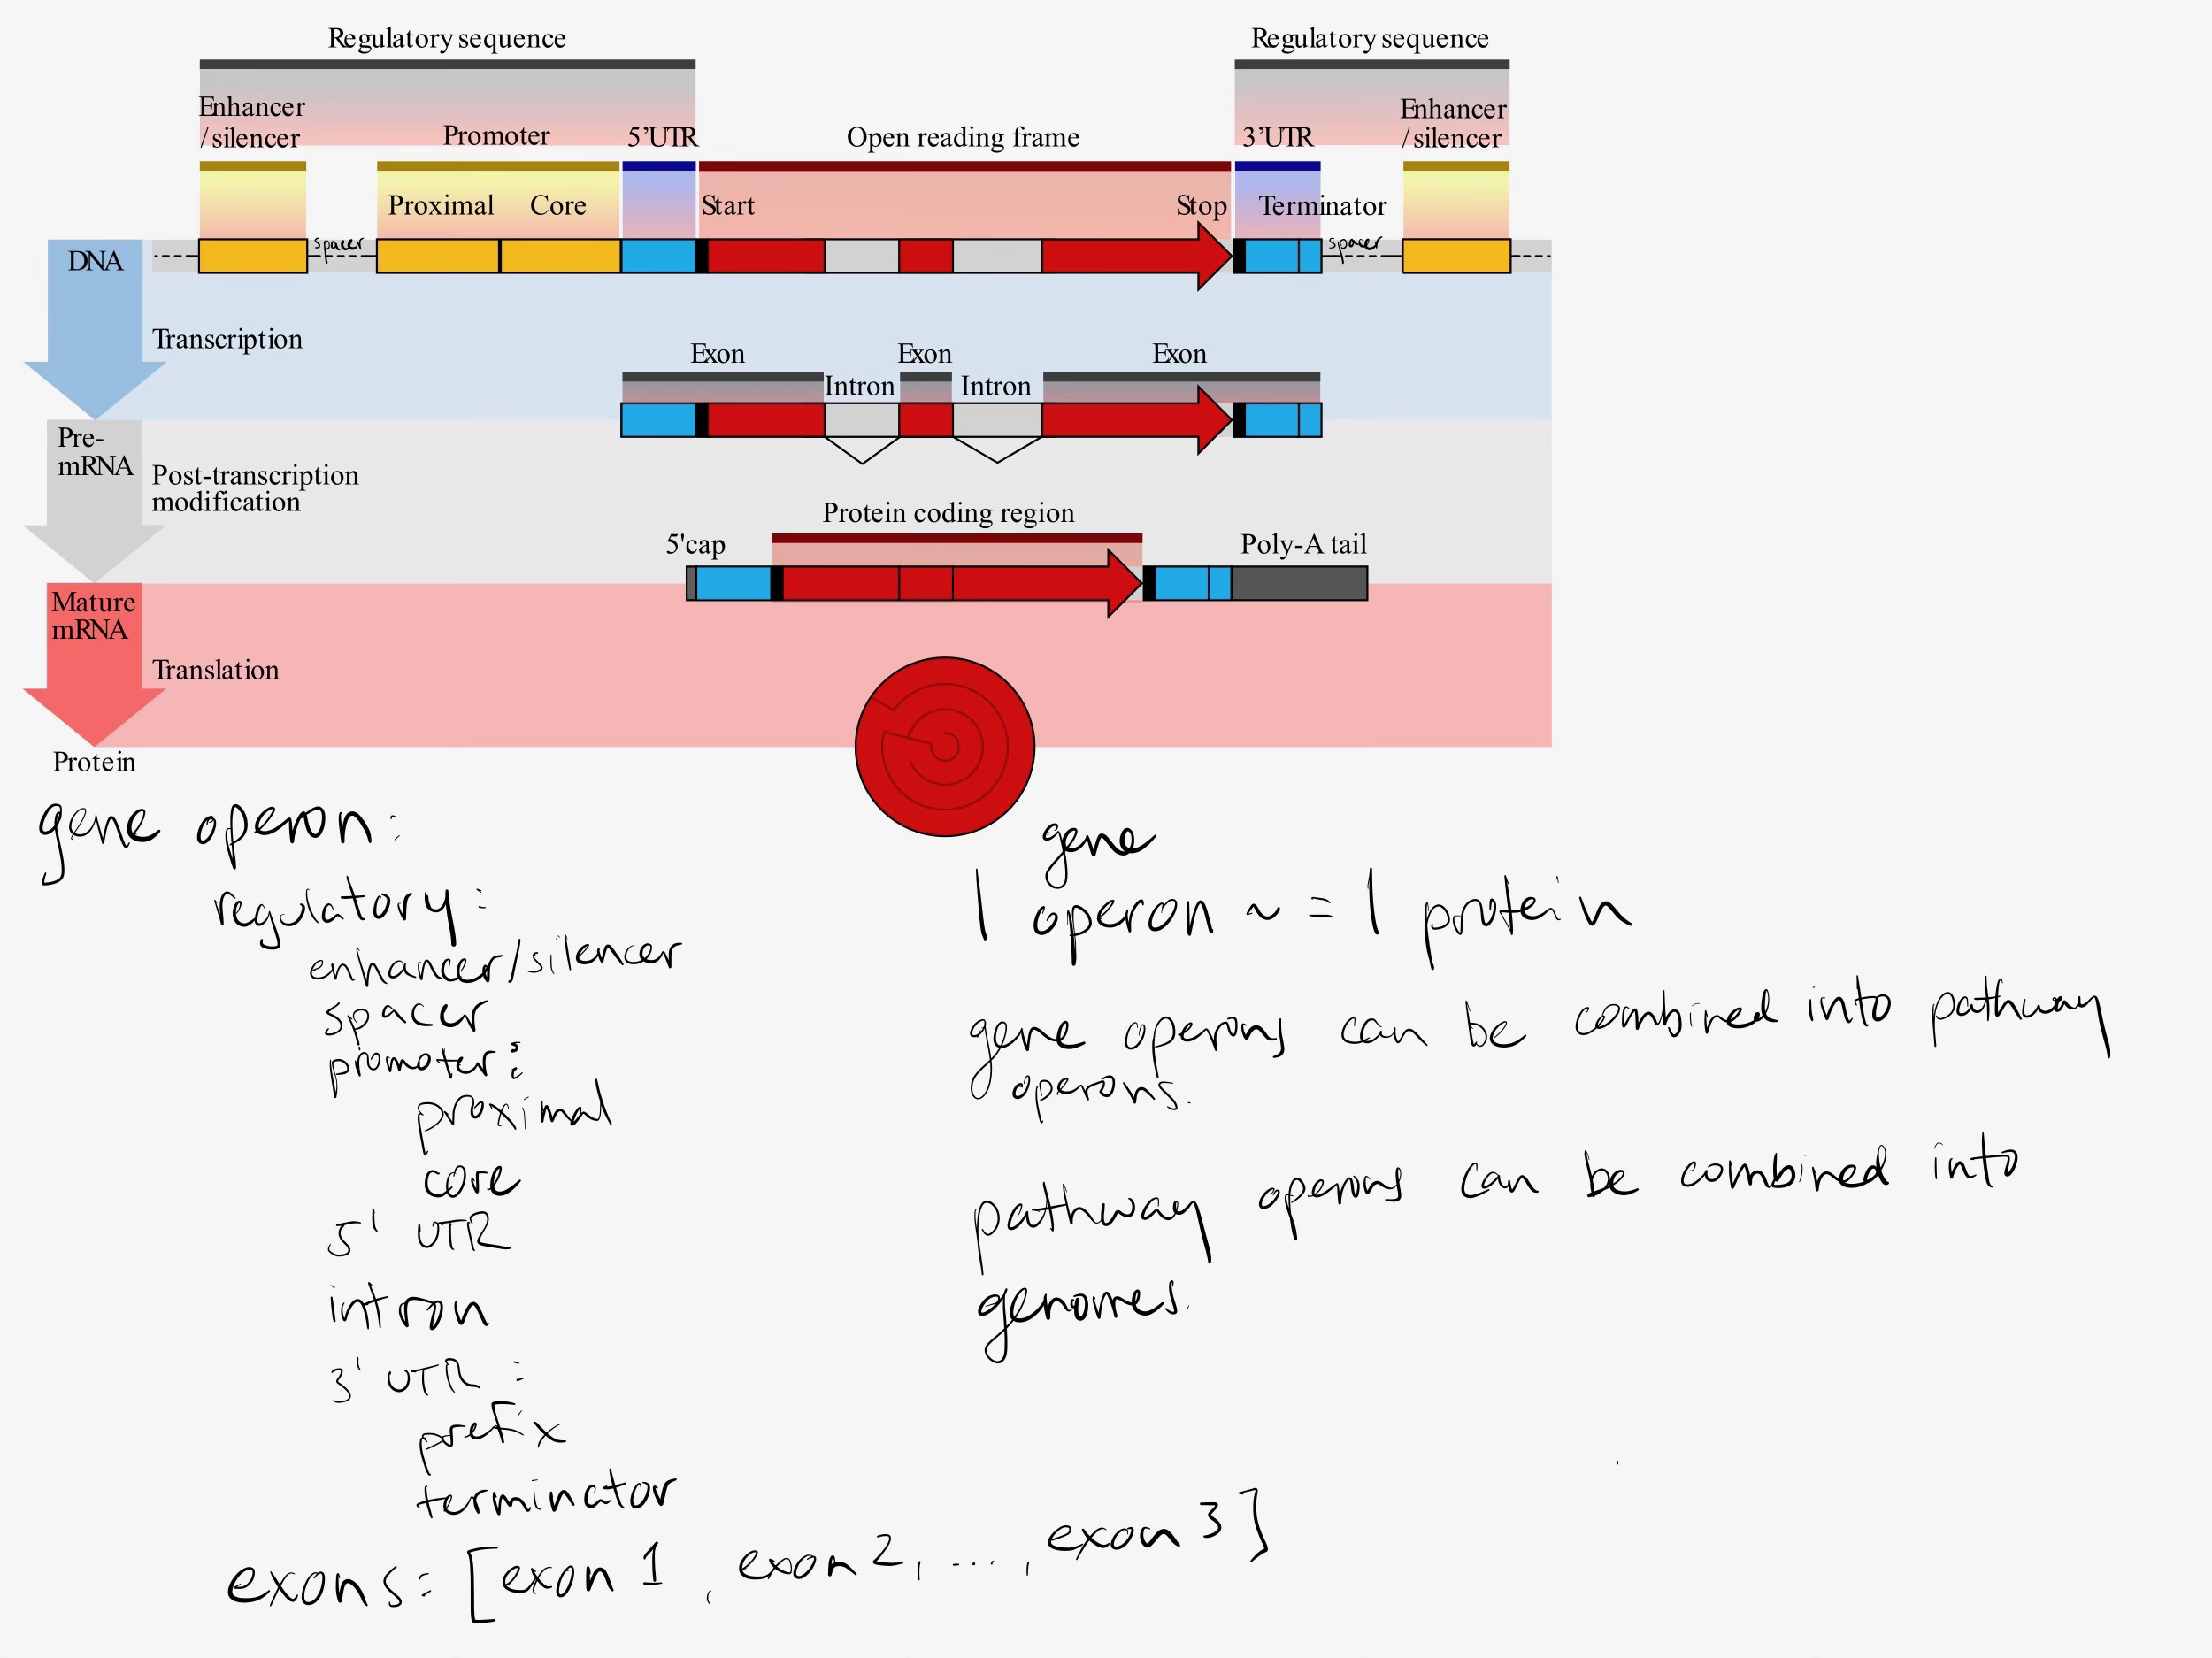 Regulatory sequence
Regulatory sequence
Enhancer
/silencer
Promoter
5'UTR
Open reading frame
3'UTR
Enhancer
/silencer
Proximal
Core
Start
Stop
Terminator
DNA
spacer
spacer
Transcription
Exon
Exon
Exon
Intron
Intron
Pre-
mRNA
Post-transcription
modification
Protein coding region
5'cap
Poly-A tail
Mature
mRNA
Translation
Protein
gene operon:
regulatory:
enhancer/silencer
spacer
promoter:
proximal
core
5' UTR
intron
3' UTR:
prefix
terminator
exons: [exon 1, exon 2, ..., exon 3]
gene
1 operon ~ = 1 protein
gene operons can be combined into pathway
operons.
pathway operons can be combined into
genomes.